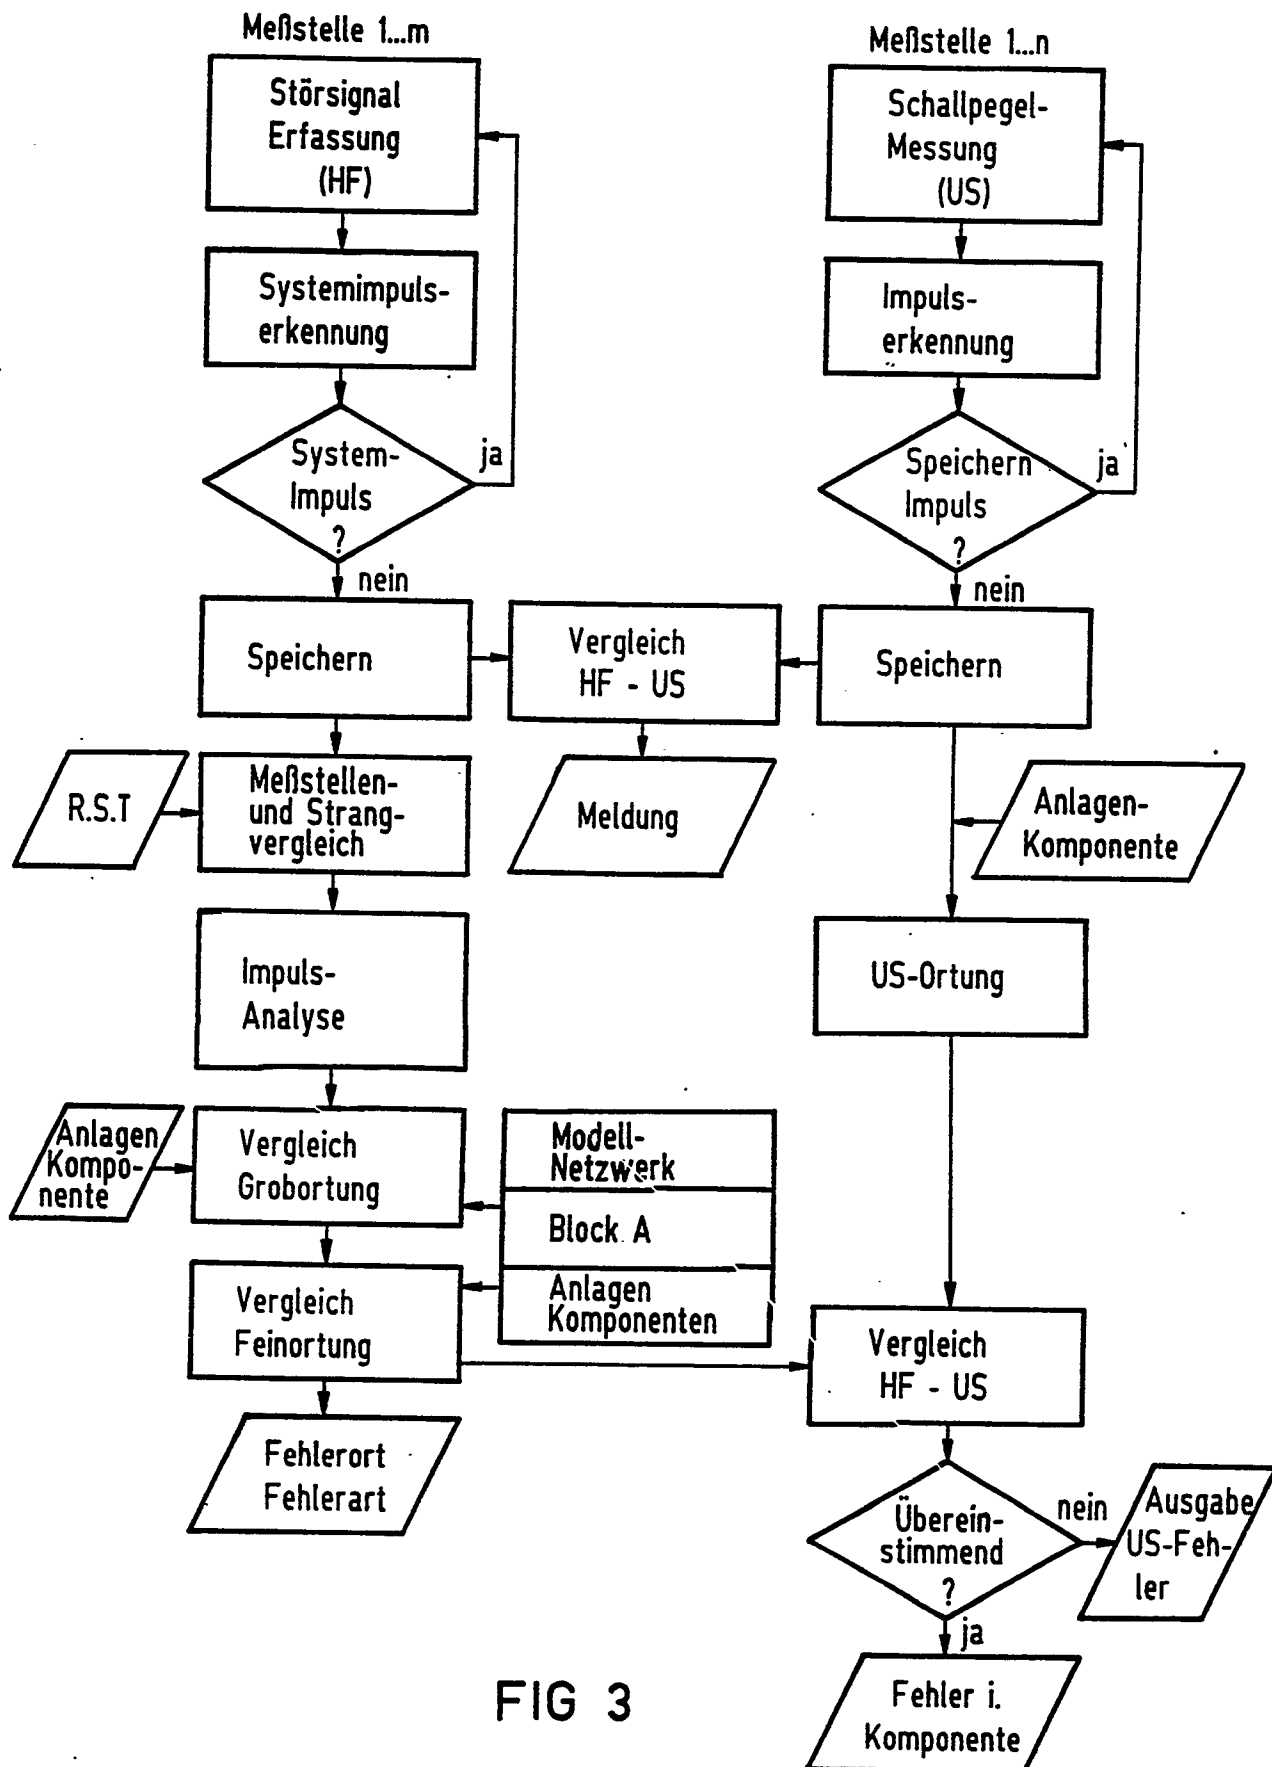 Meßstelle 1...m
Störsignal
Erfassung
(HF)
Systemimpuls-
erkennung
System-
Impuls
?
ja
nein
Speichern
Vergleich
HF - US
Meldung
R.S.T
Meßstellen-
und Strang-
vergleich
Impuls-
Analyse
Anlagen
Kompo-
nente
Vergleich
Grobortung
Modell-
Netzwerk
Block A
Anlagen
Komponenten
Vergleich
Feinortung
Fehlerort
Fehlerart
Meßstelle 1...n
Schallpegel-
Messung
(US)
Impuls-
erkennung
Speichern
Impuls
?
ja
nein
Speichern
Anlagen-
Komponente
US-Ortung
Vergleich
HF - US
Überein-
stimmend
?
nein
Ausgabe
US-Feh-
ler
ja
Fehler i.
Komponente
FIG 3